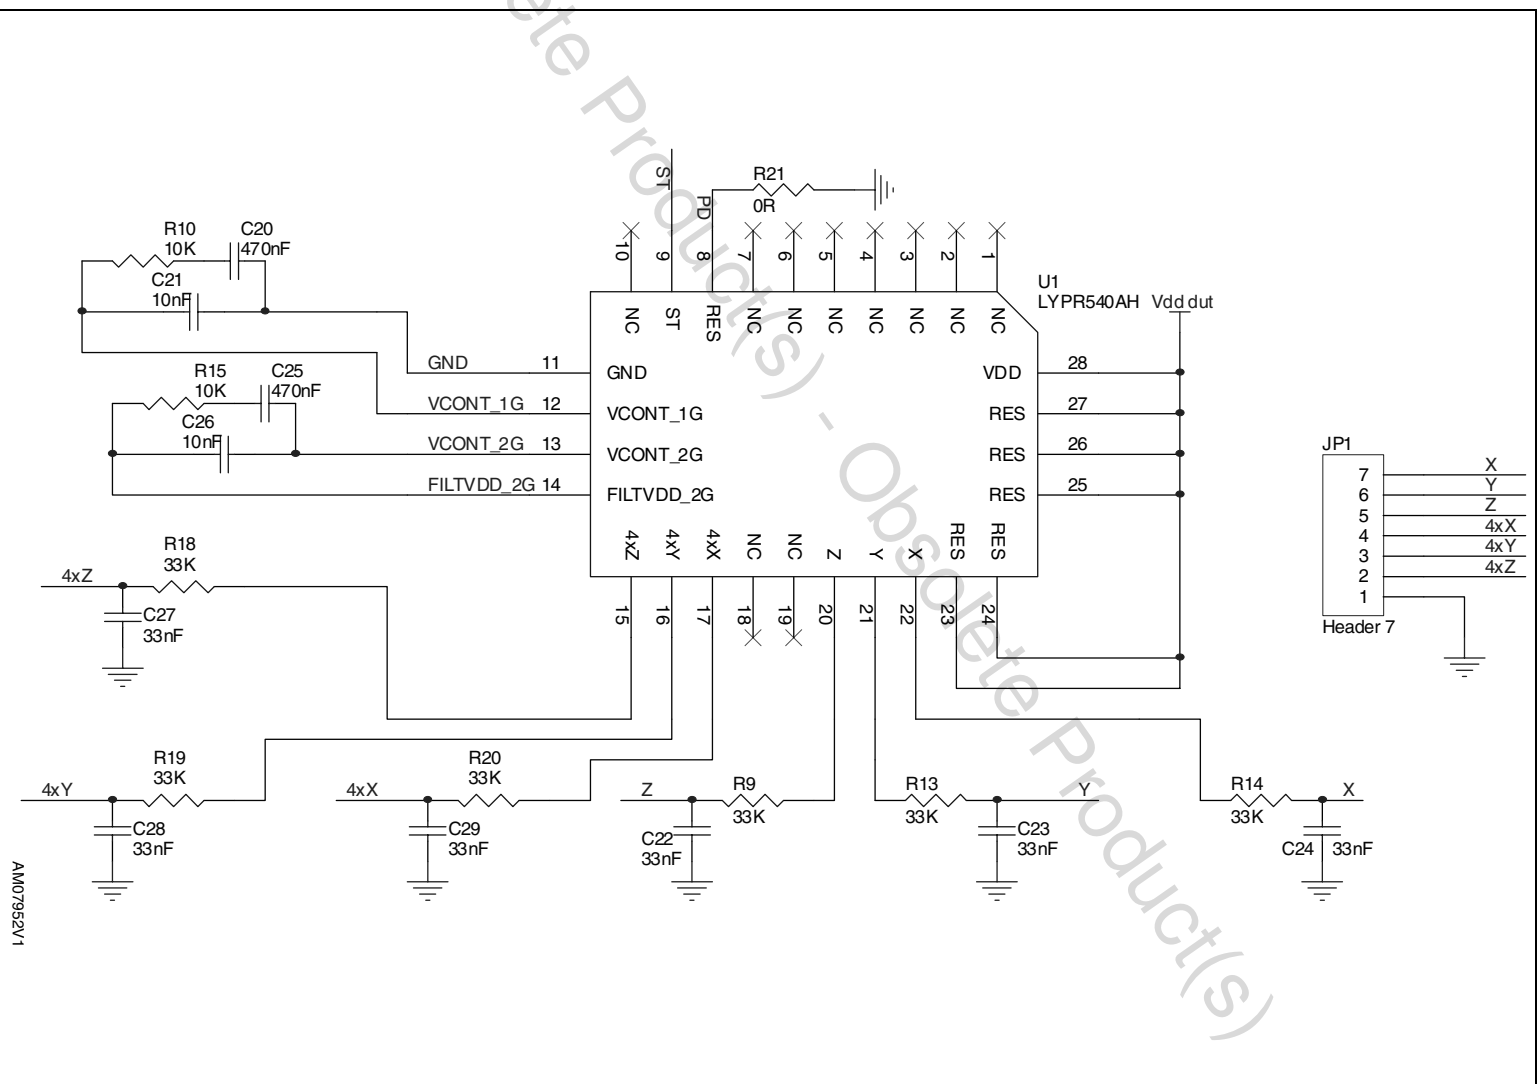 ete Product(s) - Obsolete Product(s)
ST
PD
R21
0R
R10
10K
C20
470nF
C21
10nF
10
9
8
7
6
5
4
3
2
1
U1
LYPR540AH
Vdd dut
NC
ST
RES
NC
NC
NC
NC
NC
NC
NC
GND
11
GND
VDD
28
R15
10K
C25
470nF
VCONT_1G
12
VCONT_1G
RES
27
C26
10nF
VCONT_2G
13
VCONT_2G
RES
26
FILTVDD_2G
14
FILTVDD_2G
RES
25
4xZ
4xY
4xX
NC
NC
Z
Y
X
RES
RES
15
16
17
18
19
20
21
22
23
24
JP1
7
X
6
Y
5
Z
4
4xX
3
4xY
2
4xZ
1
Header 7
R18
33K
4xZ
C27
33nF
R19
33K
4xY
C28
33nF
R20
33K
4xX
C29
33nF
Z
R9
33K
C22
33nF
R13
33K
Y
C23
33nF
R14
33K
X
C24
33nF
AM07952V1